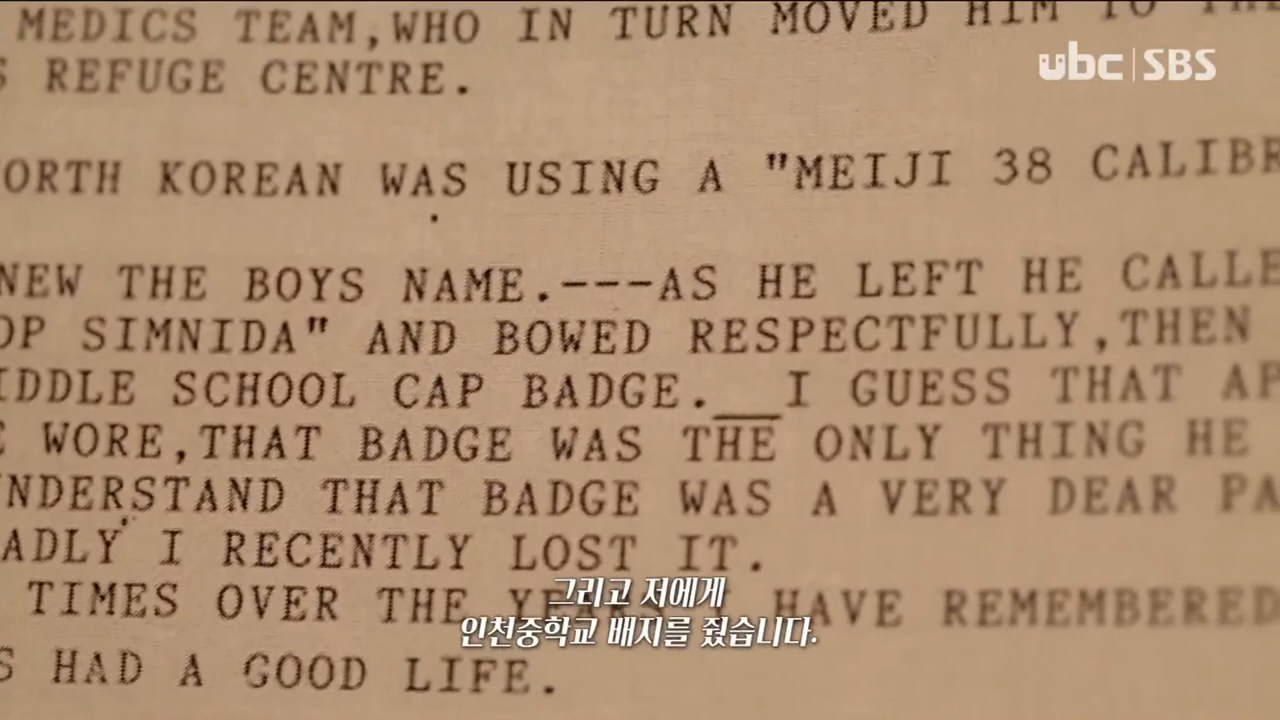 MEDICS TEAM,WHO IN TURN MOVED HIM TO
ubc SBS
S REFUGE CENTRE.
ORTH KOREAN WAS USING A "MEIJI 38 CALIBR
NEW THE BOYS NAME.---AS HE LEFT HE CALLE
OP SIMNIDA" AND BOWED RESPECTFULLY,THEN
IDDLE SCHOOL CAP BADGE.__I GUESS THAT
E WORE,THAT BADGE WAS THE ONLY THING HE
NDERSTAND THAT BADGE WAS A VERY DEAR PA
ADLY I RECENTLY LOST IT.
TIMES OVER THE YEARS I HAVE REMEMBERED
S HAD A GOOD LIFE.
그리고 저에게
인천중학교 배지를 줬습니다.